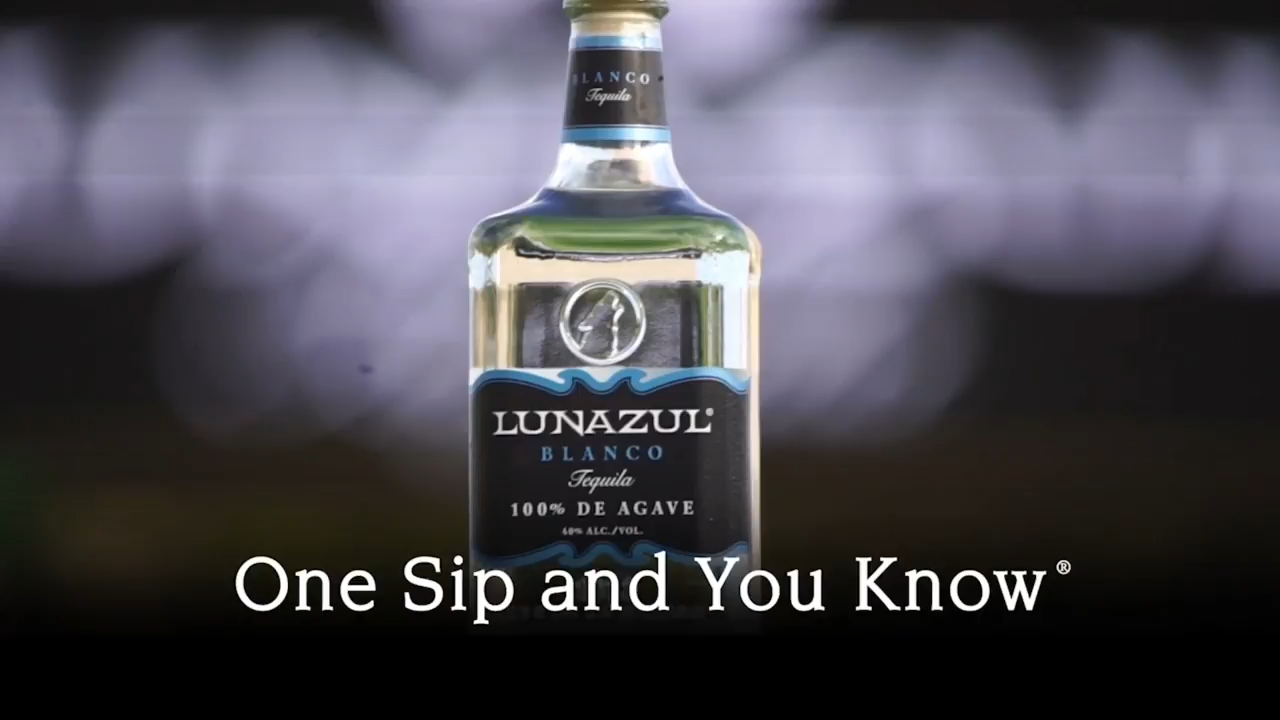 BLANCO
Tequila
LUNAZUL®
BLANCO
Tequila
100% DE AGAVE
40% ALC./VOL.
One Sip and You Know®